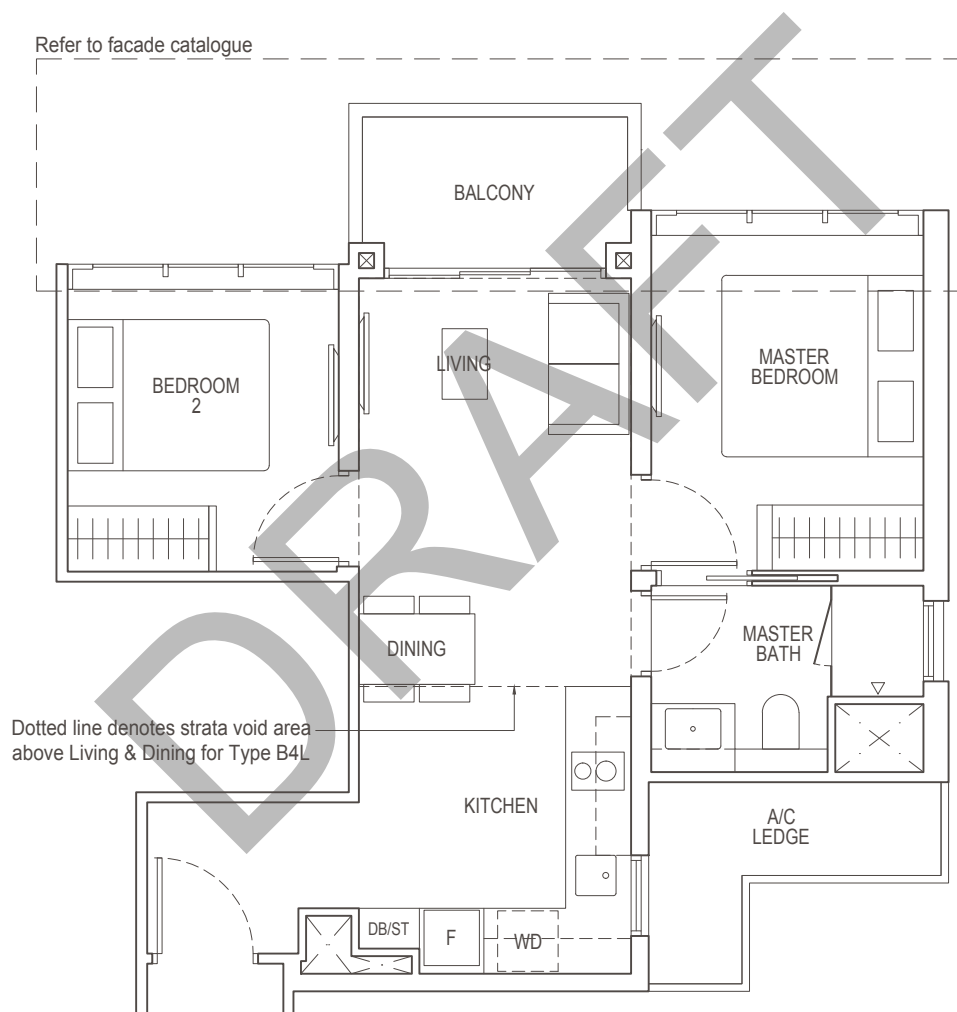 Refer to facade catalogue
BALCONY
LIVING
BEDROOM
2
MASTER
BEDROOM
DINING
MASTER
BATH
Dotted line denotes strata void area
above Living & Dining for Type B4L
KITCHEN
A/C
LEDGE
DB/ST
F
WD
DRAFT